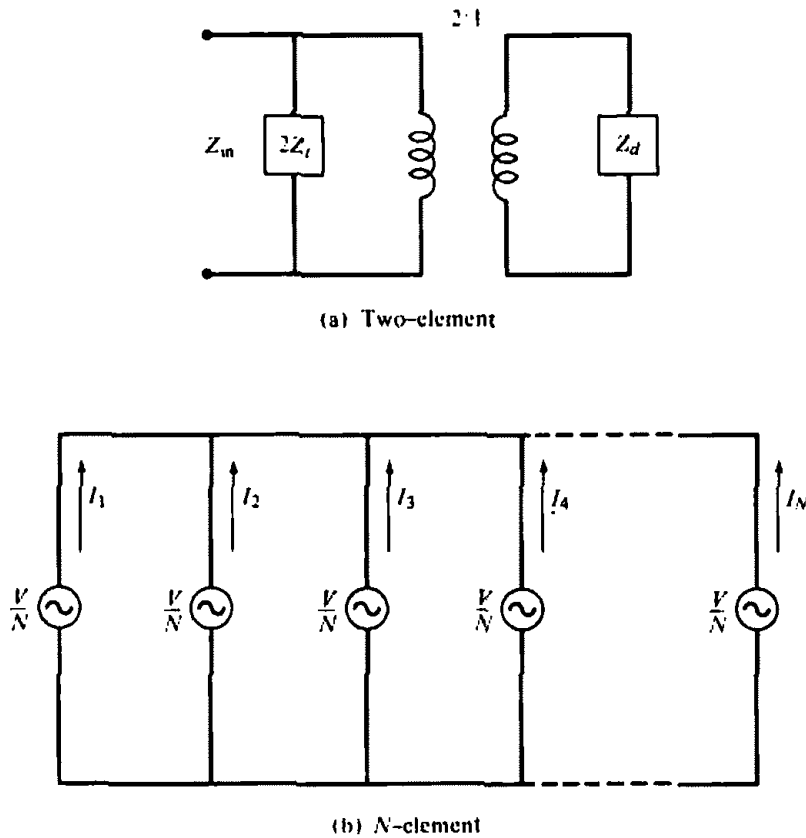 2:1
Z_in 2Z_t Z_d
(a) Two-element
I_1 I_2 I_3 I_4 I_N
V/N V/N V/N V/N V/N
(b) N-element